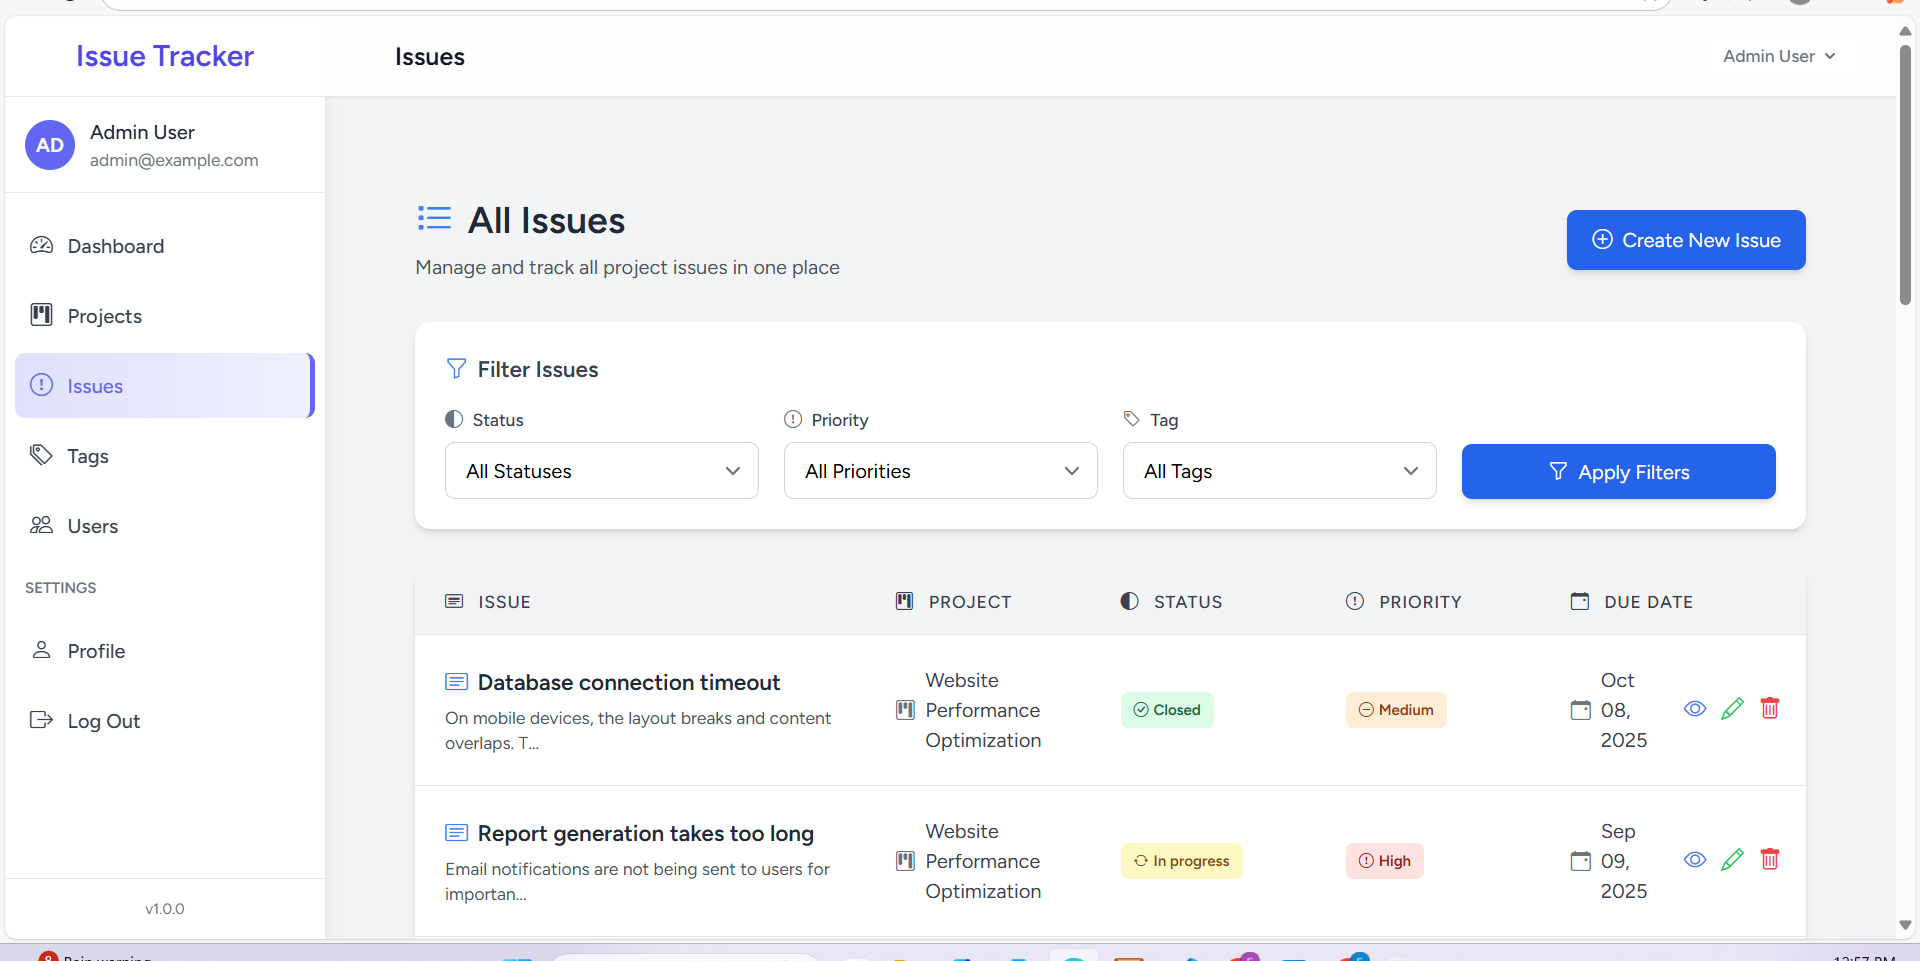 Issue Tracker
Issues
Admin User
AD
Admin User
admin@example.com
Dashboard
Projects
Issues
Tags
Users
SETTINGS
Profile
Log Out
v1.0.0
All Issues
Manage and track all project issues in one place
Create New Issue
Filter Issues
Status
Priority
Tag
All Statuses
All Priorities
All Tags
Apply Filters
ISSUE
PROJECT
STATUS
PRIORITY
DUE DATE
Database connection timeout
On mobile devices, the layout breaks and content
overlaps. T...
Website
Performance
Optimization
Closed
Medium
Oct
08,
2025
Report generation takes too long
Email notifications are not being sent to users for
importan...
Website
Performance
Optimization
In progress
High
Sep
09,
2025